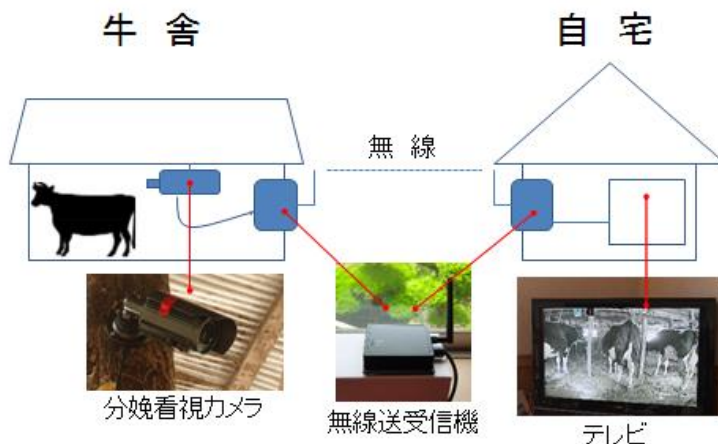 牛 舎
自 宅
無 線
分娩看視カメラ
無線送受信機
テレビ